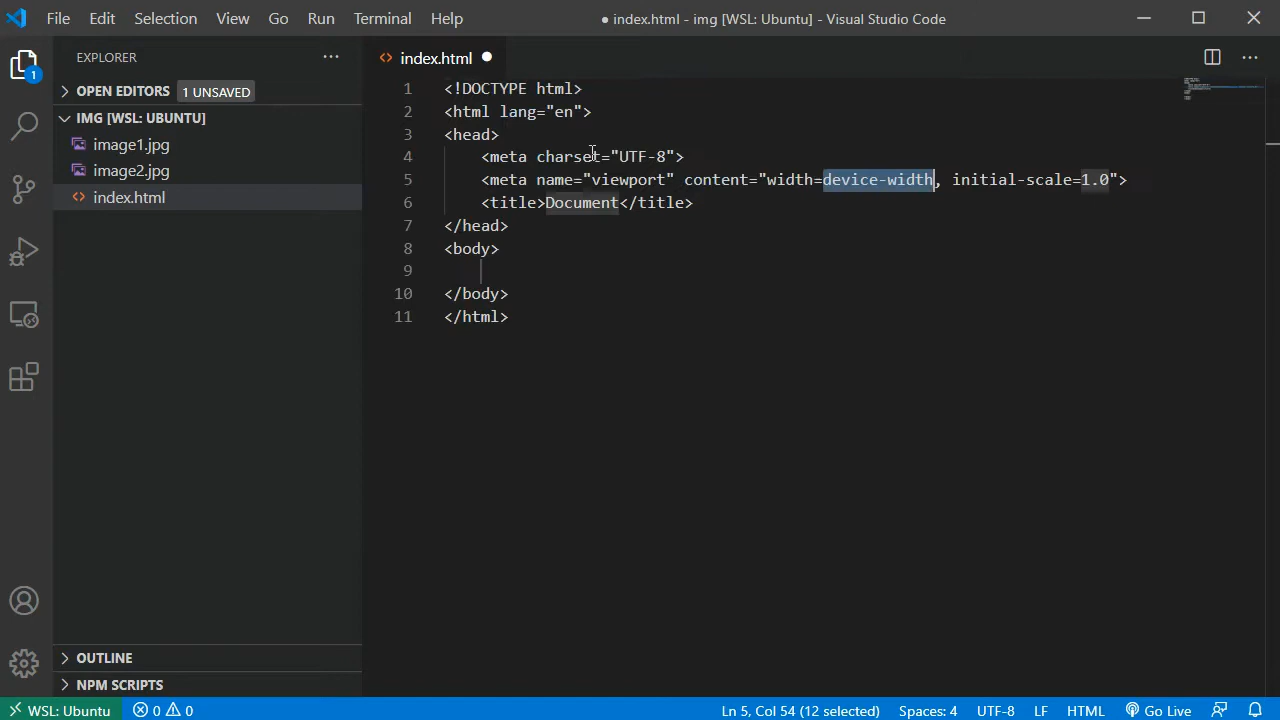 File Edit Selection View Go Run Terminal Help ● index.html - img [WSL: Ubuntu] - Visual Studio Code
EXPLORER
1
OPEN EDITORS 1 UNSAVED
IMG [WSL: UBUNTU]
image1.jpg
image2.jpg
index.html
OUTLINE
NPM SCRIPTS
index.html
1 <!DOCTYPE html>
2 <html lang="en">
3 <head>
4 <meta charset="UTF-8">
5 <meta name="viewport" content="width=device-width, initial-scale=1.0">
6 <title>Document</title>
7 </head>
8 <body>
9
10 </body>
11 </html>
WSL: Ubuntu 0 0 Ln 5, Col 54 (12 selected) Spaces: 4 UTF-8 LF HTML Go Live